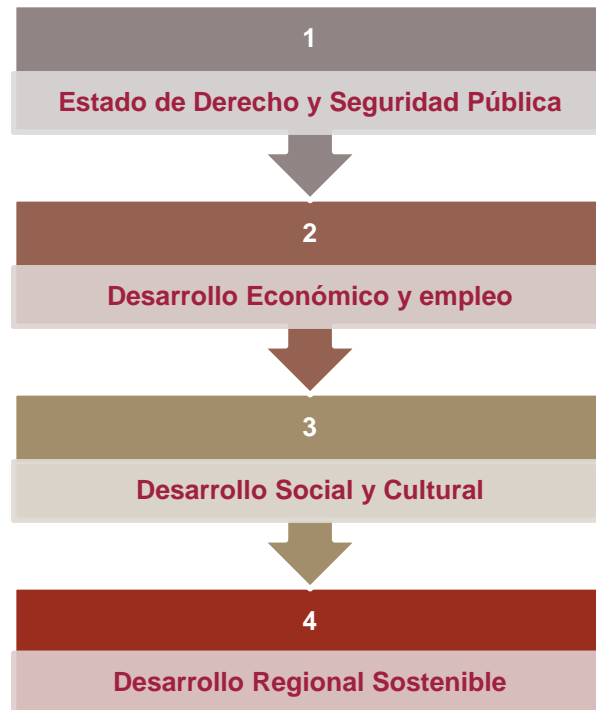 1
Estado de Derecho y Seguridad Pública
2
Desarrollo Económico y empleo
3
Desarrollo Social y Cultural
4
Desarrollo Regional Sostenible